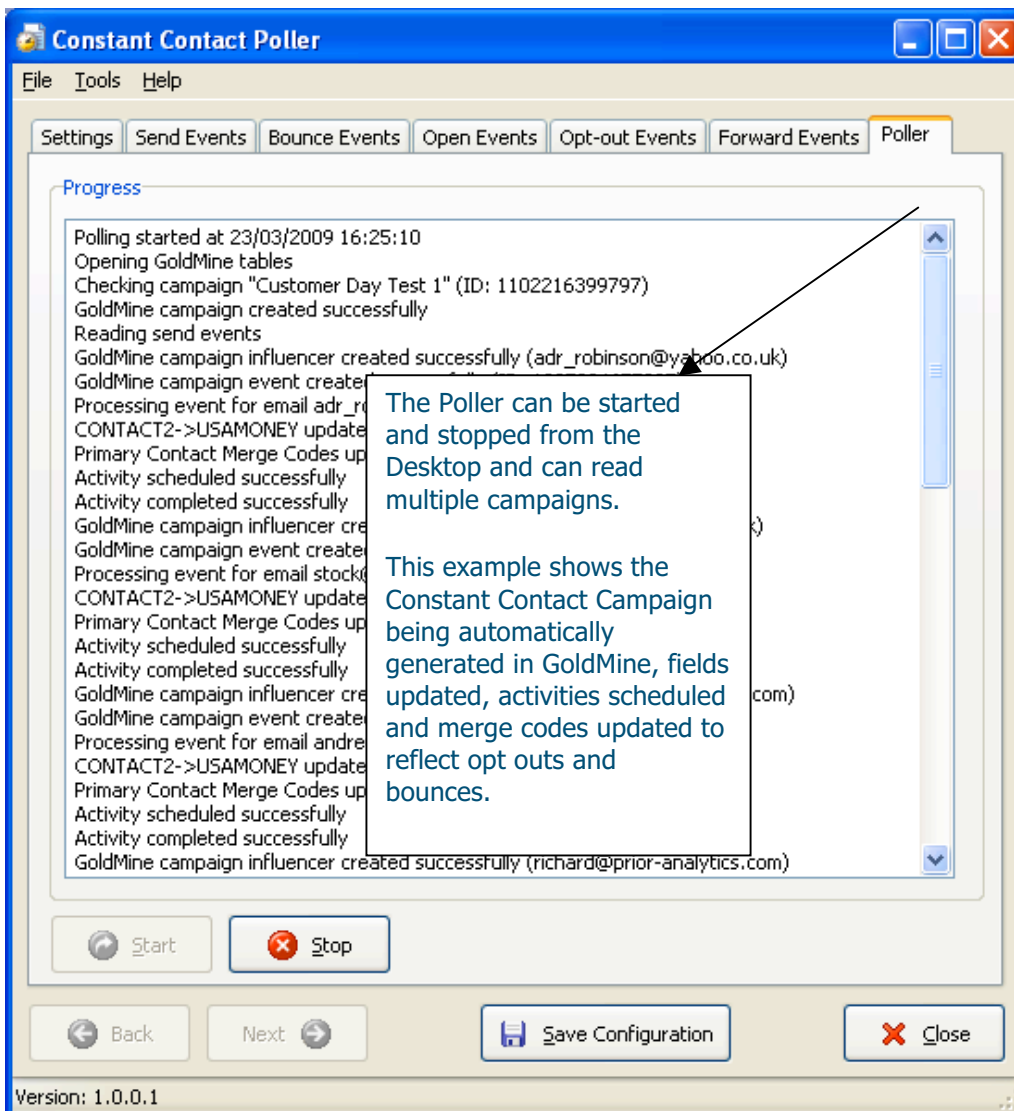 Constant Contact Poller
File Tools Help
Settings Send Events Bounce Events Open Events Opt-out Events Forward Events Poller
Progress
Polling started at 23/03/2009 16:25:10
Opening GoldMine tables
Checking campaign "Customer Day Test 1" (ID: 1102216399797)
GoldMine campaign created successfully
Reading send events
GoldMine campaign influencer created successfully (adr_robinson@yahoo.co.uk)
GoldMine campaign event created
Processing event for email
CONTACT2->USAMONEY update
Primary Contact Merge Codes up
Activity scheduled successfully
Activity completed successfully
GoldMine campaign influencer cre k)
GoldMine campaign event create
Processing event for email stock@
CONTACT2->USAMONEY update
Primary Contact Merge Codes up
Activity scheduled successfully
Activity completed successfully
GoldMine campaign influencer cre com)
GoldMine campaign event create
Processing event for email andre
CONTACT2->USAMONEY update
Primary Contact Merge Codes up
Activity scheduled successfully
Activity completed successfully
GoldMine campaign influencer created successfully (richard@prior-analytics.com)
The Poller can be started
and stopped from the
Desktop and can read
multiple campaigns.
This example shows the
Constant Contact Campaign
being automatically
generated in GoldMine, fields
updated, activities scheduled
and merge codes updated to
reflect opt outs and
bounces.
Start Stop
Back Next Save Configuration Close
Version: 1.0.0.1